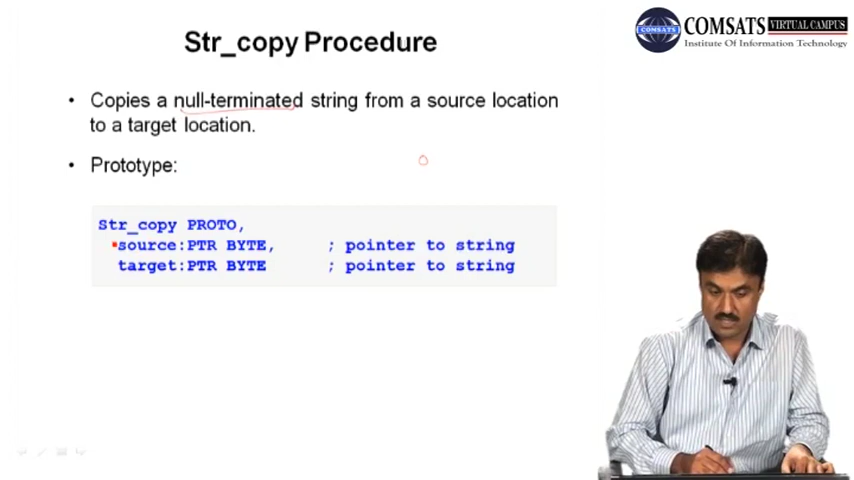 Str_copy Procedure
COMSATS VIRTUAL CAMPUS
Institute Of Information Technology
COMSATS
• Copies a null-terminated string from a source location
to a target location.
• Prototype:
Str_copy PROTO,
source:PTR BYTE, ; pointer to string
target:PTR BYTE ; pointer to string